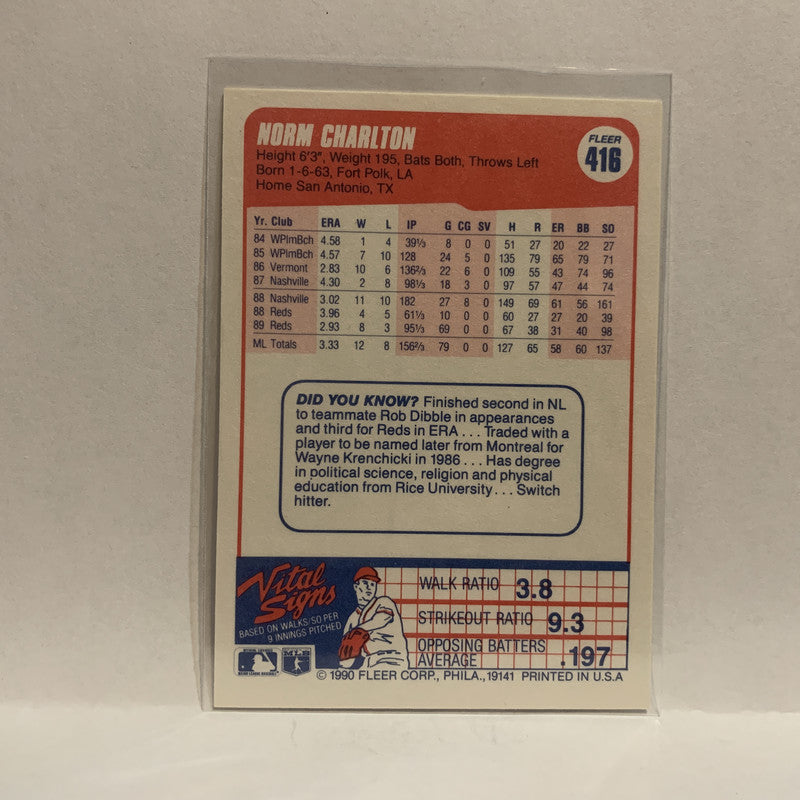 NORM CHARLTON
FLEER
416
Height 6'3", Weight 195, Bats Both, Throws Left
Born 1-6-63, Fort Polk, LA
Home San Antonio, TX
Yr. Club ERA W L IP G CG SV H R ER BB SO
84 WPlmBch 4.58 1 4 39⅓ 8 0 0 51 27 20 22 27
85 WPlmBch 4.57 7 10 128 24 5 0 135 79 65 79 71
86 Vermont 2.83 10 6 136⅔ 22 6 0 109 55 43 74 96
87 Nashville 4.30 2 8 98⅓ 18 3 0 97 57 47 44 74
88 Nashville 3.02 11 10 182 27 8 0 149 69 61 56 161
88 Reds 3.96 4 5 61⅓ 10 0 0 60 27 27 20 39
89 Reds 2.93 8 3 95⅓ 69 0 0 67 38 31 40 98
ML Totals 3.33 12 8 156⅔ 79 0 0 127 65 58 60 137
DID YOU KNOW? Finished second in NL
to teammate Rob Dibble in appearances
and third for Reds in ERA . . . Traded with a
player to be named later from Montreal for
Wayne Krenchicki in 1986 . . . Has degree
in political science, religion and physical
education from Rice University . . . Switch
hitter.
Vital
Signs
BASED ON WALKS/SO PER
9 INNINGS PITCHED
WALK RATIO 3.8
STRIKEOUT RATIO 9.3
OPPOSING BATTERS
AVERAGE .197
MLB
© 1990 FLEER CORP., PHILA., 19141 PRINTED IN U.S.A